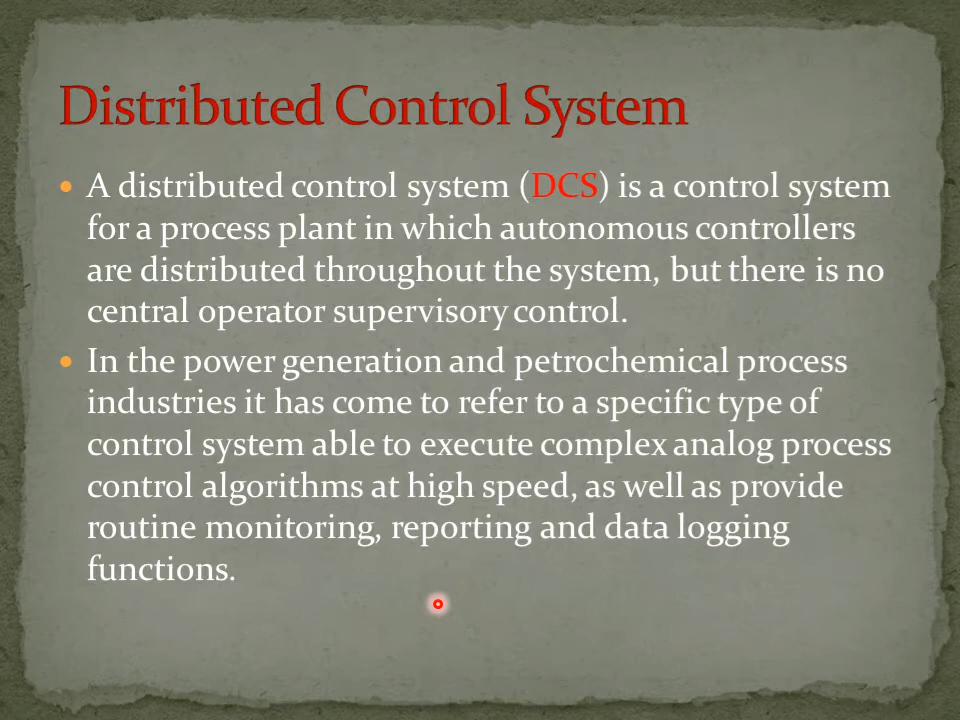 Distributed Control System
• A distributed control system (DCS) is a control system
for a process plant in which autonomous controllers
are distributed throughout the system, but there is no
central operator supervisory control.
• In the power generation and petrochemical process
industries it has come to refer to a specific type of
control system able to execute complex analog process
control algorithms at high speed, as well as provide
routine monitoring, reporting and data logging
functions.